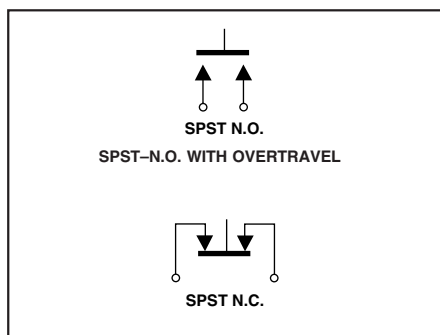 SPST N.O.
SPST–N.O. WITH OVERTRAVEL
SPST N.C.